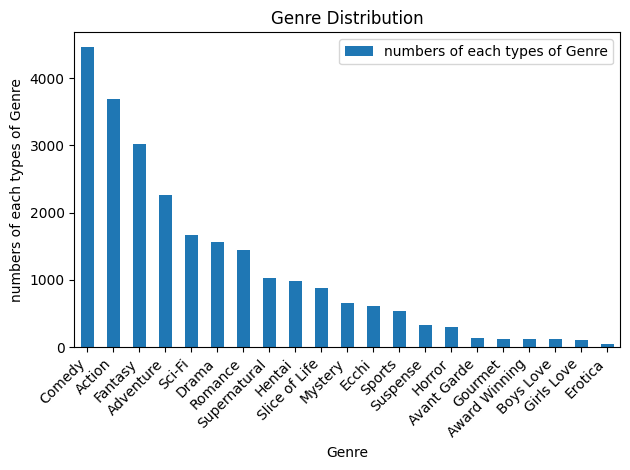 Genre Distribution
numbers of each types of Genre
numbers of each types of Genre
4000
3000
2000
1000
0
Comedy
Action
Fantasy
Adventure
Sci-Fi
Drama
Romance
Supernatural
Hentai
Slice of Life
Mystery
Ecchi
Sports
Suspense
Horror
Avant Garde
Gourmet
Award Winning
Boys Love
Girls Love
Erotica
Genre